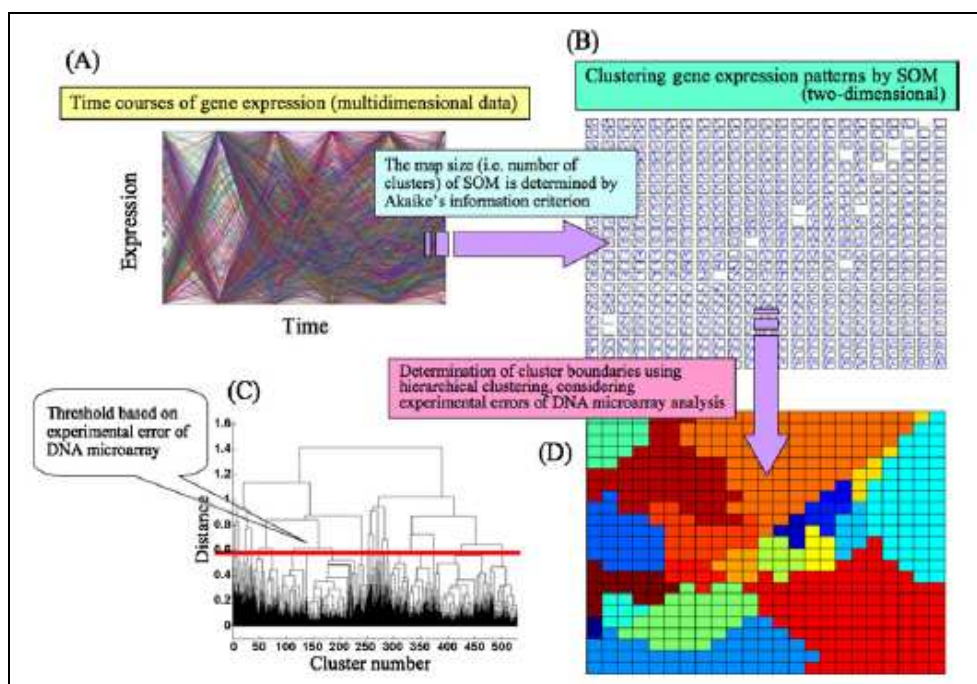 (A)
Time courses of gene expression (multidimensional data)
Expression
Time
The map size (i.e. number of
clusters) of SOM is determined by
Akaike's information criterion
(B)
Clustering gene expression patterns by SOM
(two-dimensional)
Determination of cluster boundaries using
hierarchical clustering, considering
experimental errors of DNA microarray analysis
(C)
Threshold based on
experimental error of
DNA microarray
1.6
1.4
1.2
1
0.8
0.6
0.4
0.2
0
Distance
0 50 100 150 200 250 300 350 400 450 500
Cluster number
(D)